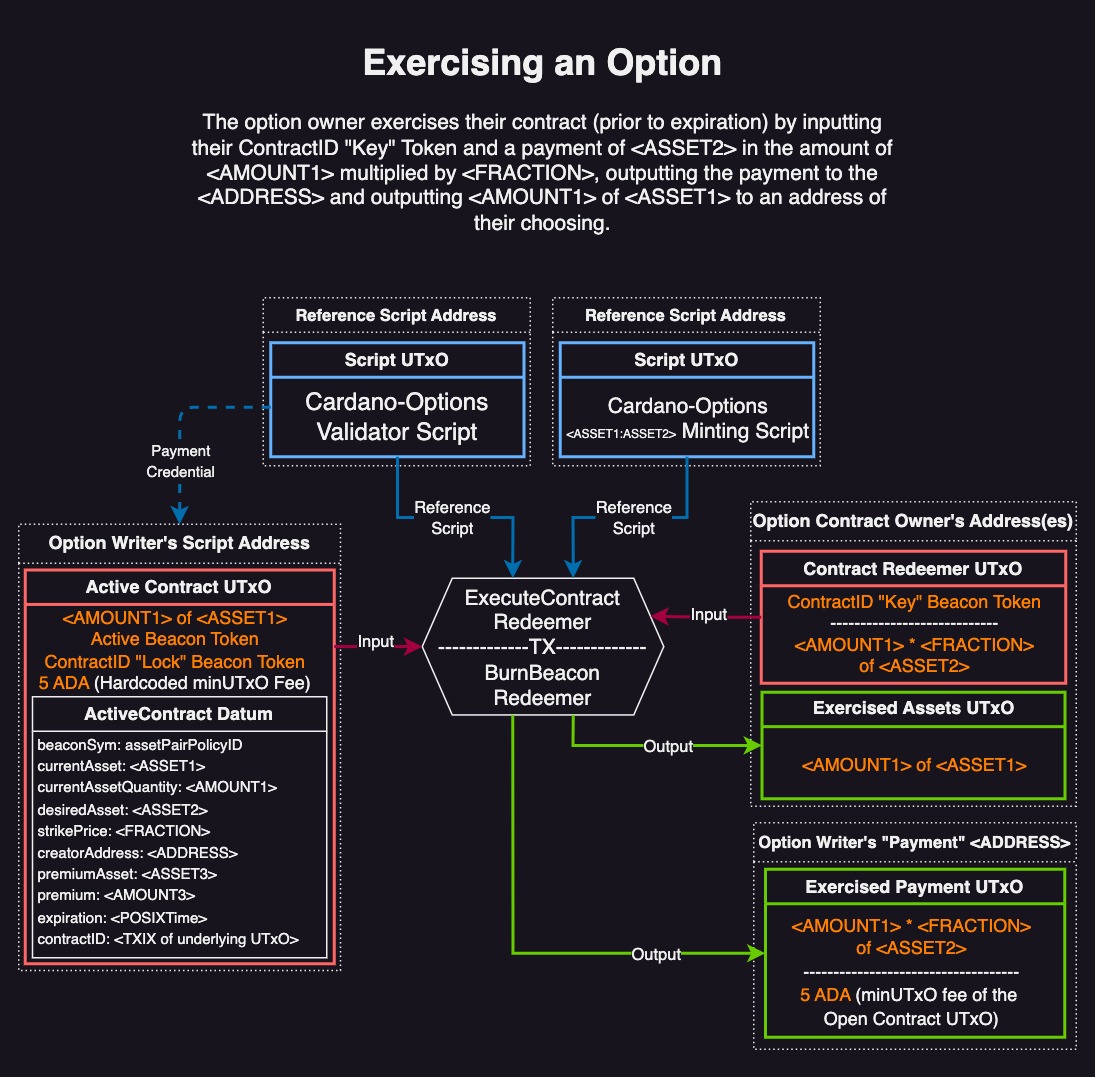 Exercising an Option
The option owner exercises their contract (prior to expiration) by inputting
their ContractID "Key" Token and a payment of <ASSET2> in the amount of
<AMOUNT1> multiplied by <FRACTION>, outputting the payment to the
<ADDRESS> and outputting <AMOUNT1> of <ASSET1> to an address of
their choosing.
Reference Script Address
Script UTxO
Cardano-Options
Validator Script
Reference Script Address
Script UTxO
Cardano-Options
<ASSET1:ASSET2> Minting Script
Payment
Credential
Reference
Script
Reference
Script
Option Writer's Script Address
Active Contract UTxO
<AMOUNT1> of <ASSET1>
Active Beacon Token
ContractID "Lock" Beacon Token
5 ADA (Hardcoded minUTxO Fee)
ActiveContract Datum
beaconSym: assetPairPolicyID
currentAsset: <ASSET1>
currentAssetQuantity: <AMOUNT1>
desiredAsset: <ASSET2>
strikePrice: <FRACTION>
creatorAddress: <ADDRESS>
premiumAsset: <ASSET3>
premium: <AMOUNT3>
expiration: <POSIXTime>
contractID: <TXIX of underlying UTxO>
Input
ExecuteContract
Redeemer
-------------TX-------------
BurnBeacon
Redeemer
Input
Option Contract Owner's Address(es)
Contract Redeemer UTxO
ContractID "Key" Beacon Token
----------------------------
<AMOUNT1> * <FRACTION>
of <ASSET2>
Exercised Assets UTxO
<AMOUNT1> of <ASSET1>
Output
Option Writer's "Payment" <ADDRESS>
Exercised Payment UTxO
<AMOUNT1> * <FRACTION>
of <ASSET2>
------------------------------------
5 ADA (minUTxO fee of the
Open Contract UTxO)
Output